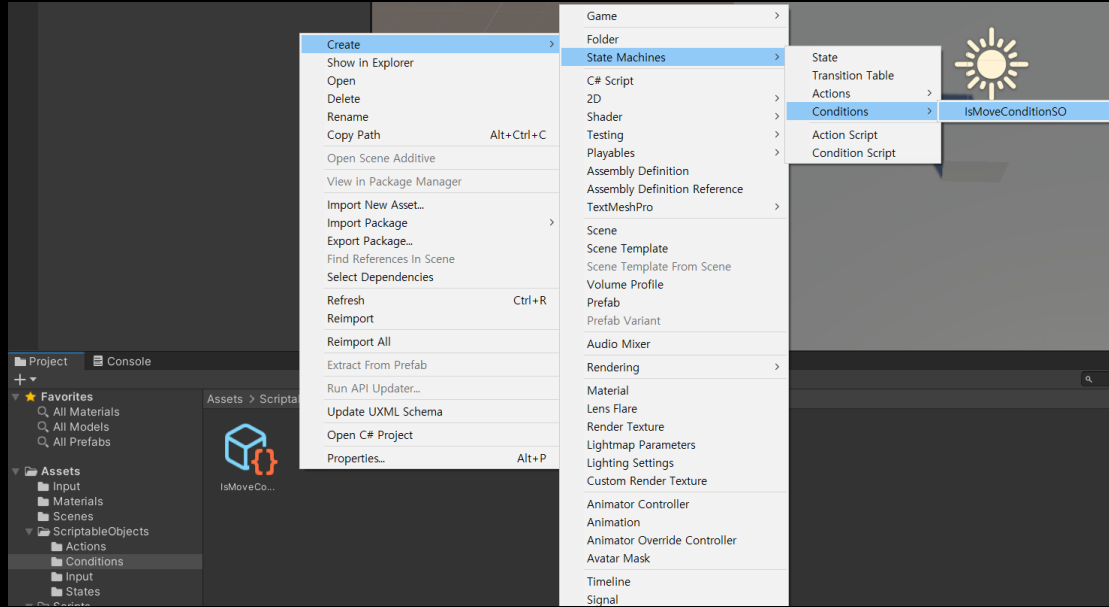 Create
Show in Explorer
Open
Delete
Rename
Copy Path Alt+Ctrl+C
Open Scene Additive
View in Package Manager
Import New Asset...
Import Package
Export Package...
Find References In Scene
Select Dependencies
Refresh Ctrl+R
Reimport
Reimport All
Extract From Prefab
Run API Updater...
Update UXML Schema
Open C# Project
Properties... Alt+P
Game
Folder
State Machines
C# Script
2D
Shader
Testing
Playables
Assembly Definition
Assembly Definition Reference
TextMeshPro
Scene
Scene Template
Scene Template From Scene
Volume Profile
Prefab
Prefab Variant
Audio Mixer
Rendering
Material
Lens Flare
Render Texture
Lightmap Parameters
Lighting Settings
Custom Render Texture
Animator Controller
Animation
Animator Override Controller
Avatar Mask
Timeline
Signal
State
Transition Table
Actions
Conditions
Action Script
Condition Script
IsMoveConditionSO
Project Console
Favorites
All Materials
All Models
All Prefabs
Assets
Input
Materials
Scenes
ScriptableObjects
Actions
Conditions
Input
States
Scripts
Assets > Scripta
IsMoveCo...